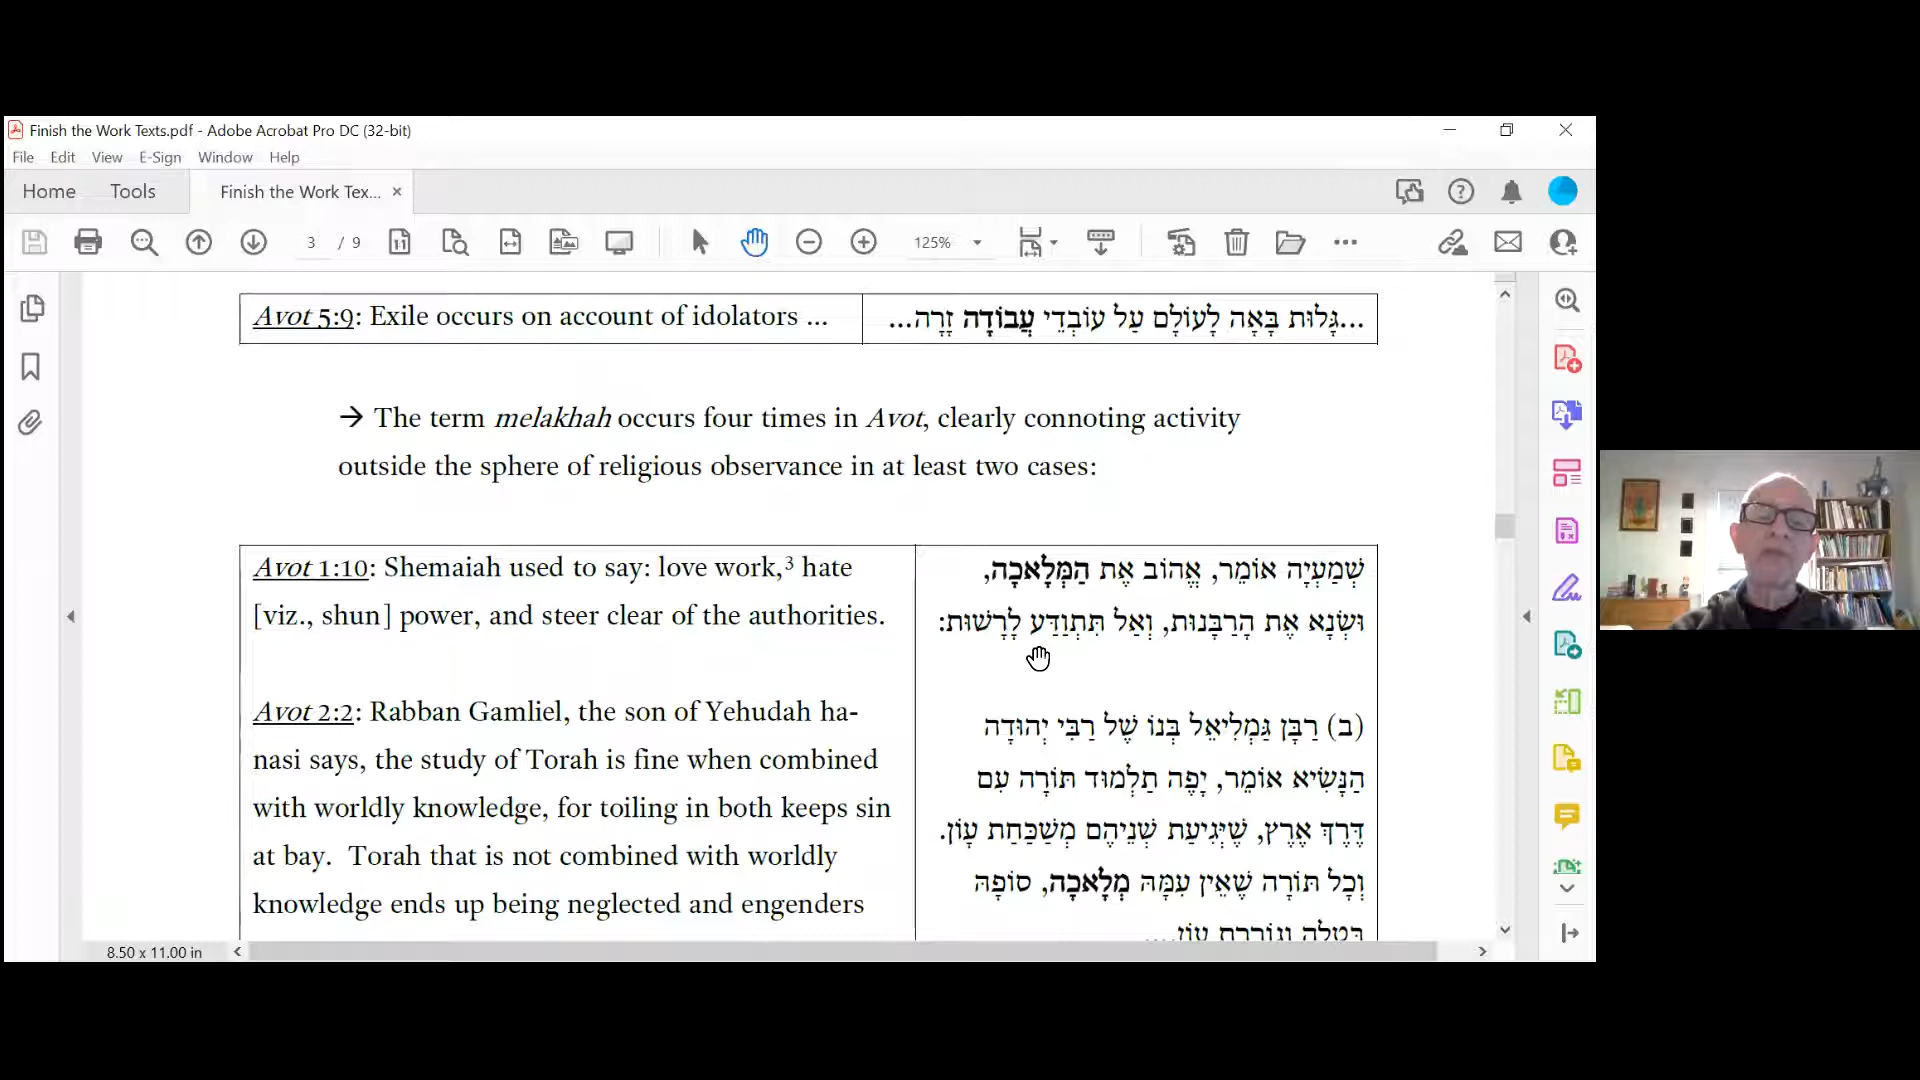 Finish the Work Texts.pdf - Adobe Acrobat Pro DC (32-bit)
File Edit View E-Sign Window Help
Home Tools Finish the Work Tex... ×
3 / 9 125%
Avot 5:9: Exile occurs on account of idolators ...
...גָּלוּת בָּאָה לָעוֹלָם עַל עוֹבְדֵי עֲבוֹדָה זָרָה...
→ The term melakhah occurs four times in Avot, clearly connoting activity
outside the sphere of religious observance in at least two cases:
Avot 1:10: Shemaiah used to say: love work,³ hate
[viz., shun] power, and steer clear of the authorities.
Avot 2:2: Rabban Gamliel, the son of Yehudah ha-
nasi says, the study of Torah is fine when combined
with worldly knowledge, for toiling in both keeps sin
at bay. Torah that is not combined with worldly
knowledge ends up being neglected and engenders
שְׁמַעְיָה אוֹמֵר, אֱהוֹב אֶת הַמְּלָאכָה,
וּשְׂנָא אֶת הָרַבָּנוּת, וְאַל תִּתְוַדַּע לָרָשׁוּת:
(ב) רַבָּן גַּמְלִיאֵל בְּנוֹ שֶׁל רַבִּי יְהוּדָה
הַנָּשִׂיא אוֹמֵר, יָפֶה תַלְמוּד תּוֹרָה עִם
דֶּרֶךְ אֶרֶץ, שֶׁיְּגִיעַת שְׁנֵיהֶם מְשַׁכַּחַת עָוֹן.
וְכָל תּוֹרָה שֶׁאֵין עִמָּהּ מְלָאכָה, סוֹפָהּ
בְּטֵלָה וְגוֹרֶרֶת עָוֹן....
8.50 x 11.00 in